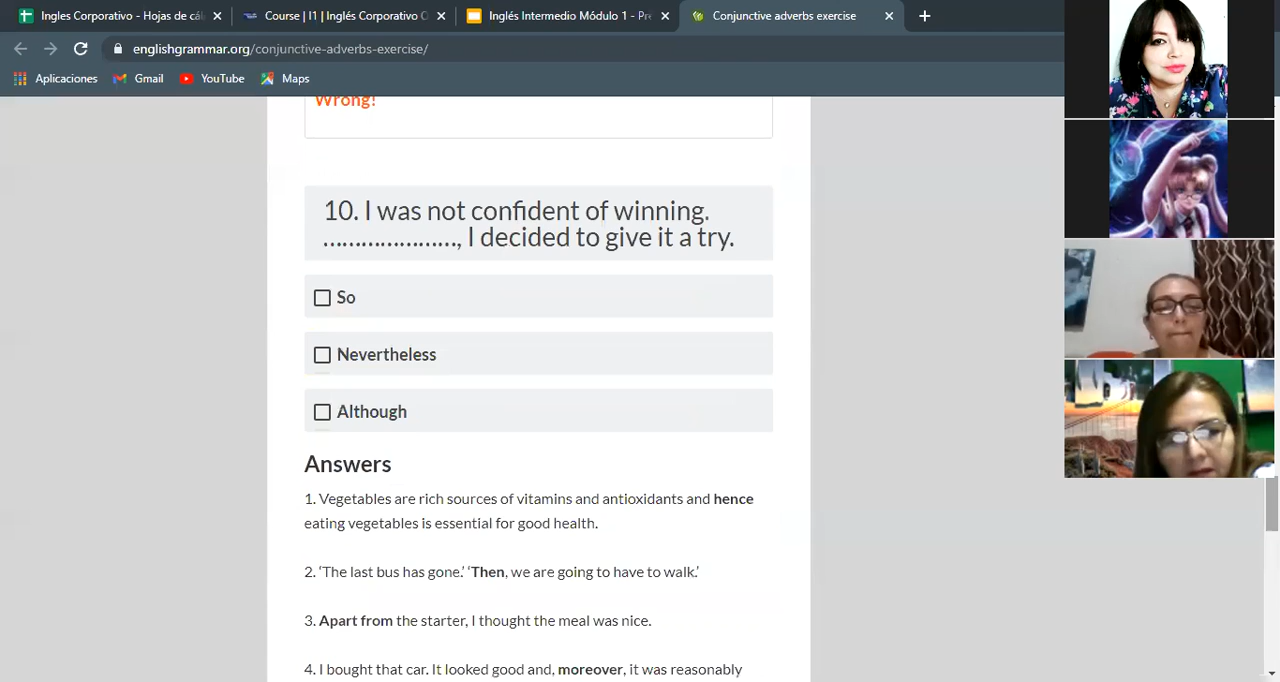 Ingles Corporativo - Hojas de cál
Course | I1 | Inglés Corporativo C
Inglés Intermedio Módulo 1 - Pre
Conjunctive adverbs exercise
englishgrammar.org/conjunctive-adverbs-exercise/
Aplicaciones Gmail YouTube Maps
Wrong!
10. I was not confident of winning.
…………………, I decided to give it a try.
So
Nevertheless
Although
Answers
1. Vegetables are rich sources of vitamins and antioxidants and hence
eating vegetables is essential for good health.
2. ‘The last bus has gone.’ ‘Then, we are going to have to walk.’
3. Apart from the starter, I thought the meal was nice.
4. I bought that car. It looked good and, moreover, it was reasonably